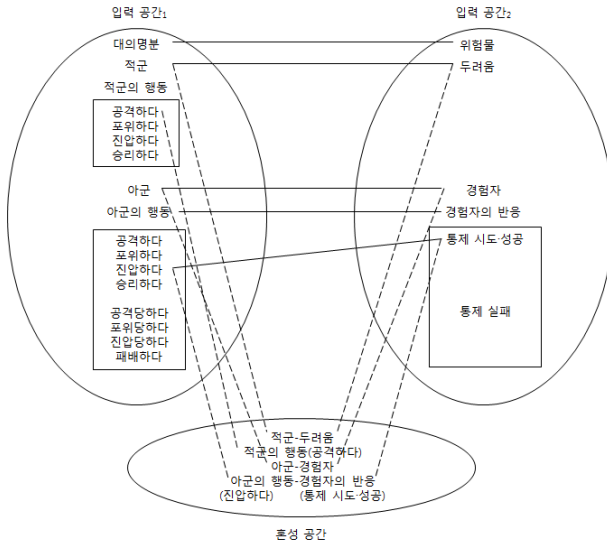 입력 공간₁
입력 공간₂
대의명분
위험물
적군
두려움
적군의 행동
공격하다
포위하다
진압하다
승리하다
아군
경험자
아군의 행동
경험자의 반응
공격하다
포위하다
진압하다
승리하다
공격당하다
포위당하다
진압당하다
패배하다
통제 시도·성공
통제 실패
적군-두려움
적군의 행동(공격하다)
아군-경험자
아군의 행동-경험자의 반응
(진압하다) (통제 시도·성공)
혼성 공간